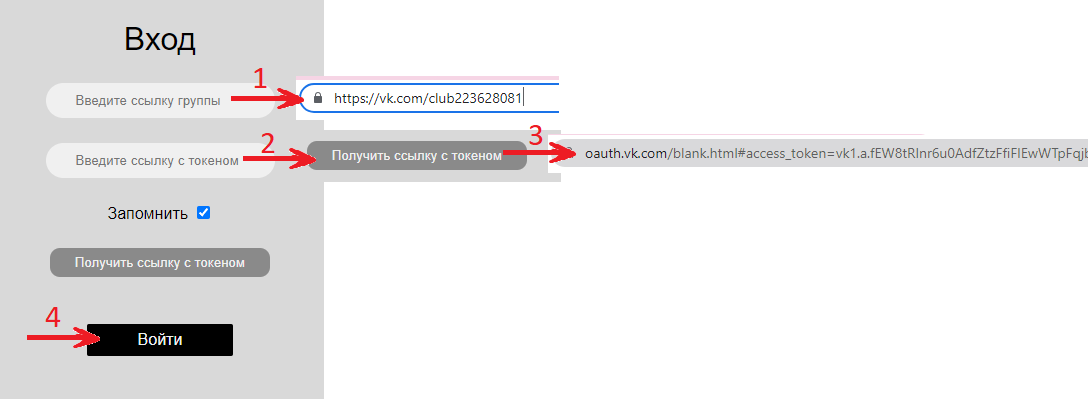 Вход
1
Введите ссылку группы
https://vk.com/club223628081
2
Введите ссылку с токеном
Получить ссылку с токеном
3
oauth.vk.com/blank.html#access_token=vk1.a.fEW8tRlnr6u0AdfZtzFfiFlEwWTpFqjb
Запомнить
Получить ссылку с токеном
4
Войти